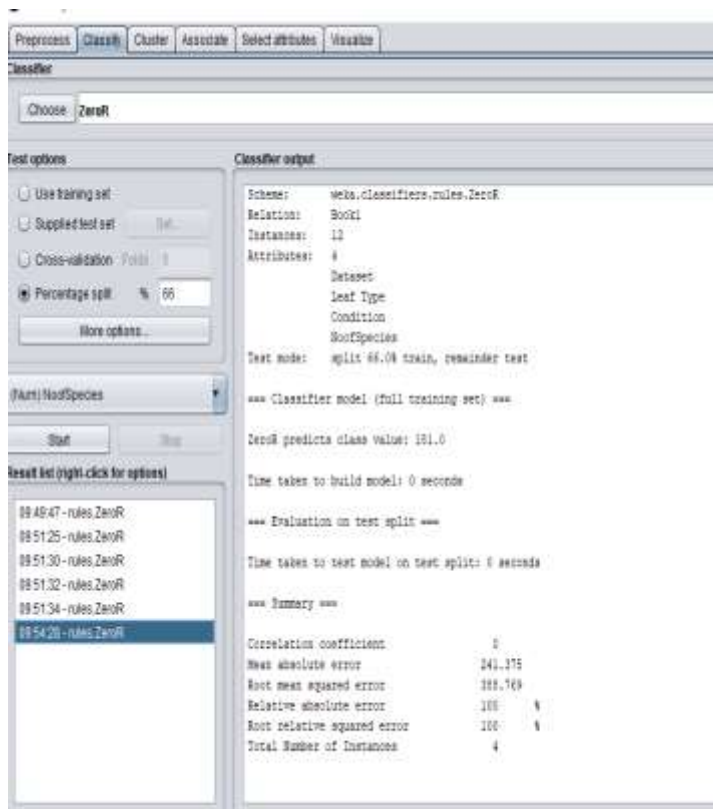 Preprocess Classify Cluster Associate Select attributes Visualize
Classifier
Choose ZeroR
Test options
Use training set
Supplied test set Set...
Cross-validation Folds
Percentage split % 66
More options...
(Num) NoofSpecies
Start Stop
Result list (right-click for options)
09:49:47 - rules.ZeroR
09:51:25 - rules.ZeroR
09:51:30 - rules.ZeroR
09:51:32 - rules.ZeroR
09:51:34 - rules.ZeroR
09:54:28 - rules.ZeroR
Classifier output
Scheme: weka.classifiers.rules.ZeroR
Relation: Book1
Instances: 12
Attributes: 4
Dataset
Leaf Type
Condition
NoofSpecies
Test mode: split 66.0% train, remainder test
=== Classifier model (full training set) ===
ZeroR predicts class value:
Time taken to build model: 0 seconds
=== Evaluation on test split ===
Time taken to test model on test split: 0 seconds
=== Summary ===
Correlation coefficient 0
Mean absolute error 241.375
Root mean squared error
Relative absolute error 100 %
Root relative squared error 100 %
Total Number of Instances 4